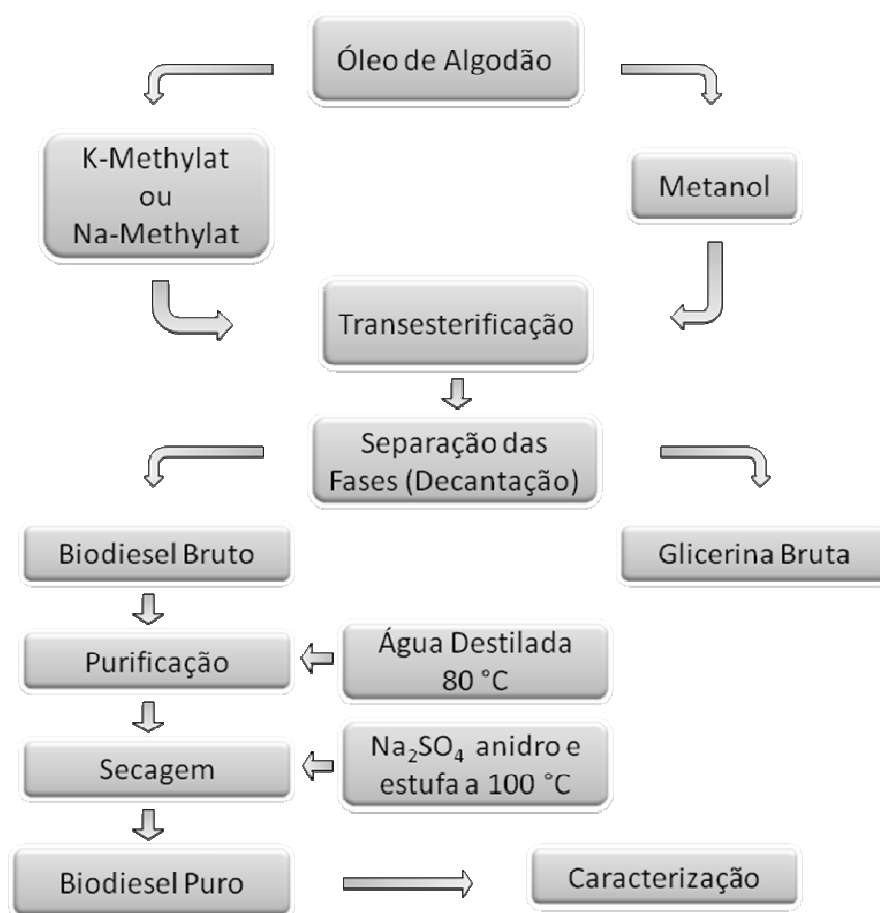 Óleo de Algodão
K-Methylat
ou
Na-Methylat
Metanol
Transesterificação
Separação das
Fases (Decantação)
Biodiesel Bruto
Glicerina Bruta
Purificação
Água Destilada
80 °C
Secagem
Na₂SO₄ anidro e
estufa a 100 °C
Biodiesel Puro
Caracterização